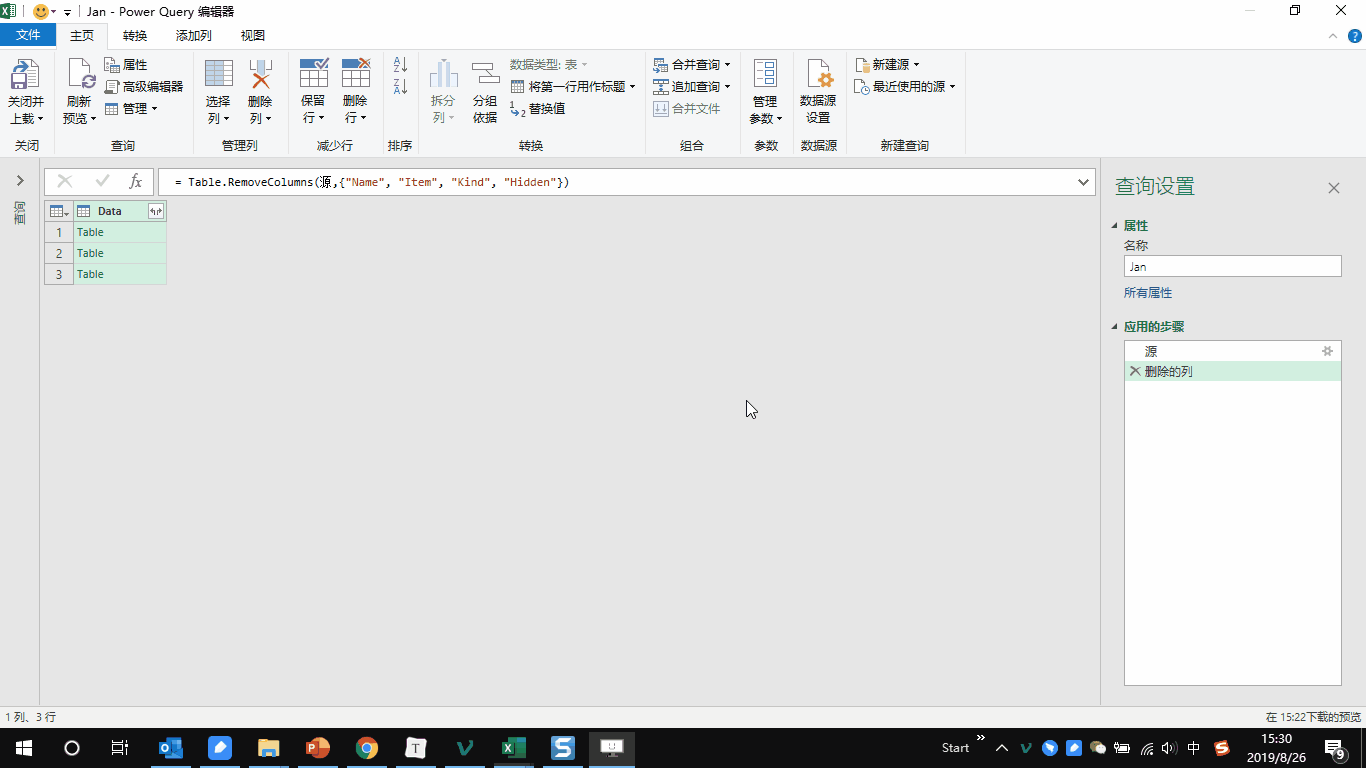 Jan - Power Query 编辑器
文件 主页 转换 添加列 视图
关闭并上载
刷新预览
属性
高级编辑器
管理
选择列
删除列
保留行
删除行
拆分列
分组依据
数据类型: 表
将第一行用作标题
替换值
合并查询
追加查询
合并文件
管理参数
数据源设置
新建源
最近使用的源
关闭 查询 管理列 减少行 排序 转换 组合 参数 数据源 新建查询
fx = Table.RemoveColumns(源,{"Name", "Item", "Kind", "Hidden"})
查询
Data
1 Table
2 Table
3 Table
查询设置
属性
名称
Jan
所有属性
应用的步骤
源
删除的列
1 列、3 行
在 15:22下载的预览
Start
中
15:30
2019/8/26
9